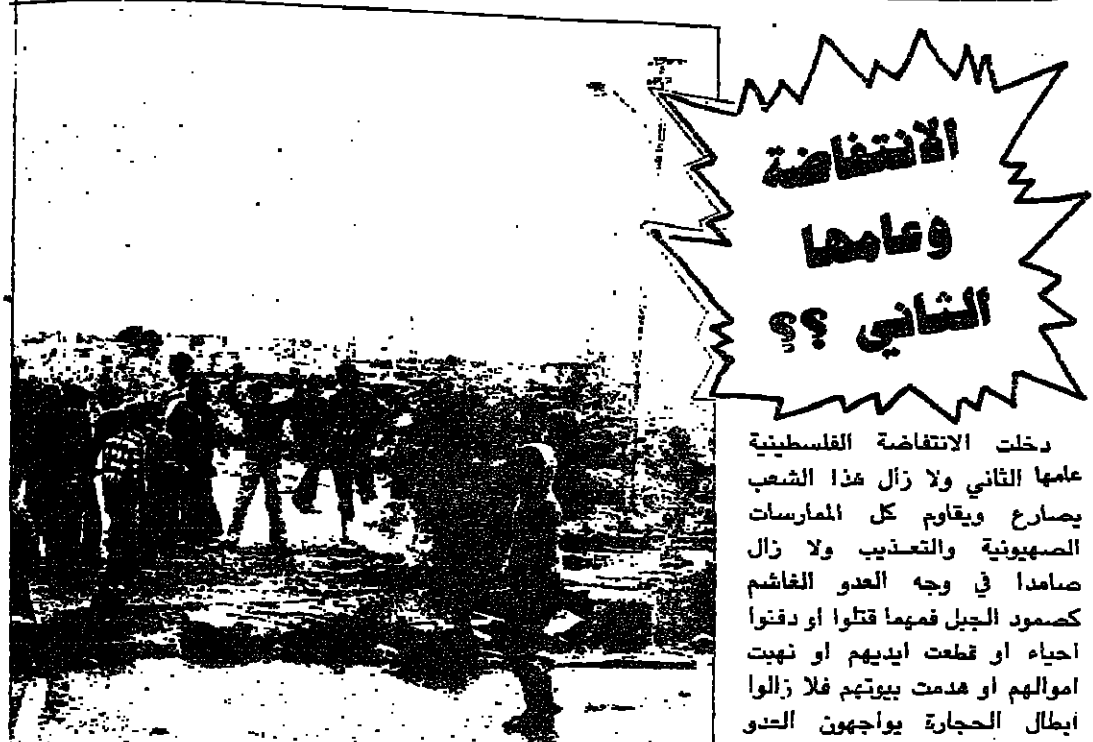 الانتفاضة
وعامها
الثاني ؟؟
دخلت الانتفاضة الفلسطينية
عامها الثاني ولا زال هذا الشعب
يصارع ويقاوم كل الممارسات
الصهيونية والتعذيب ولا زال
صامدا في وجه العدو الغاشم
كصمود الجبل فمهما قتلوا او دفنوا
احياء او قطعت ايديهم او نهبت
اموالهم او هدمت بيوتهم فلا زالوا
ابطال الحجارة يواجهون العدو